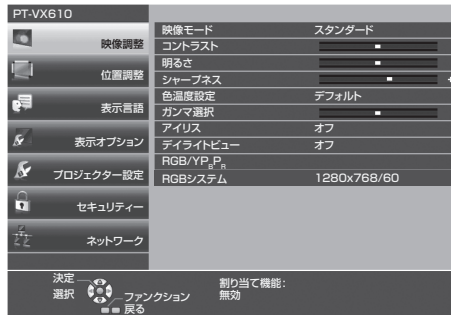 PT-VX610
映像調整
位置調整
表示言語
表示オプション
プロジェクター設定
セキュリティー
ネットワーク
映像モード スタンダード
コントラスト
明るさ
シャープネス +
色温度設定 デフォルト
ガンマ選択
アイリス オフ
デイライトビュー オフ
RGB/YPBPR
RGBシステム 1280x768/60
決定
選択
ファンクション
戻る
割り当て機能:
無効